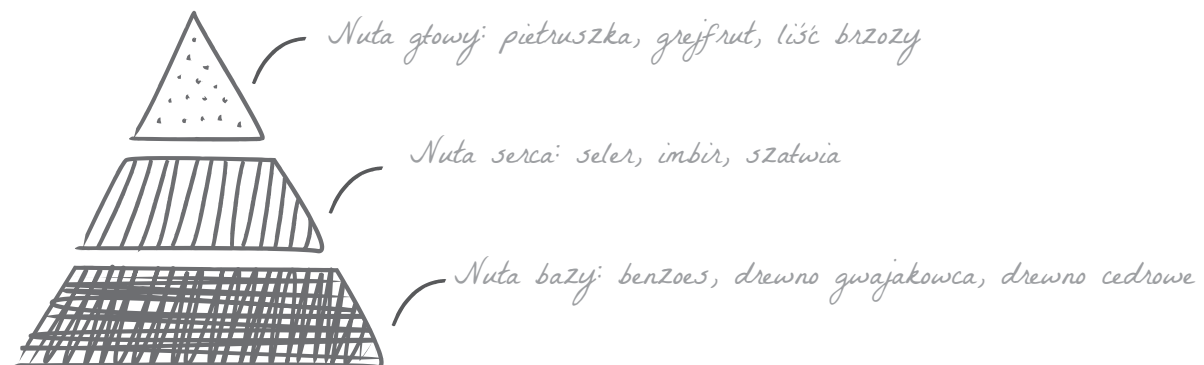 Nuta głowy: pietruszka, grejfrut, liść brzozy
Nuta serca: seler, imbir, szałwia
Nuta bazy: benzoes, drewno gwajakowca, drewno cedrowe